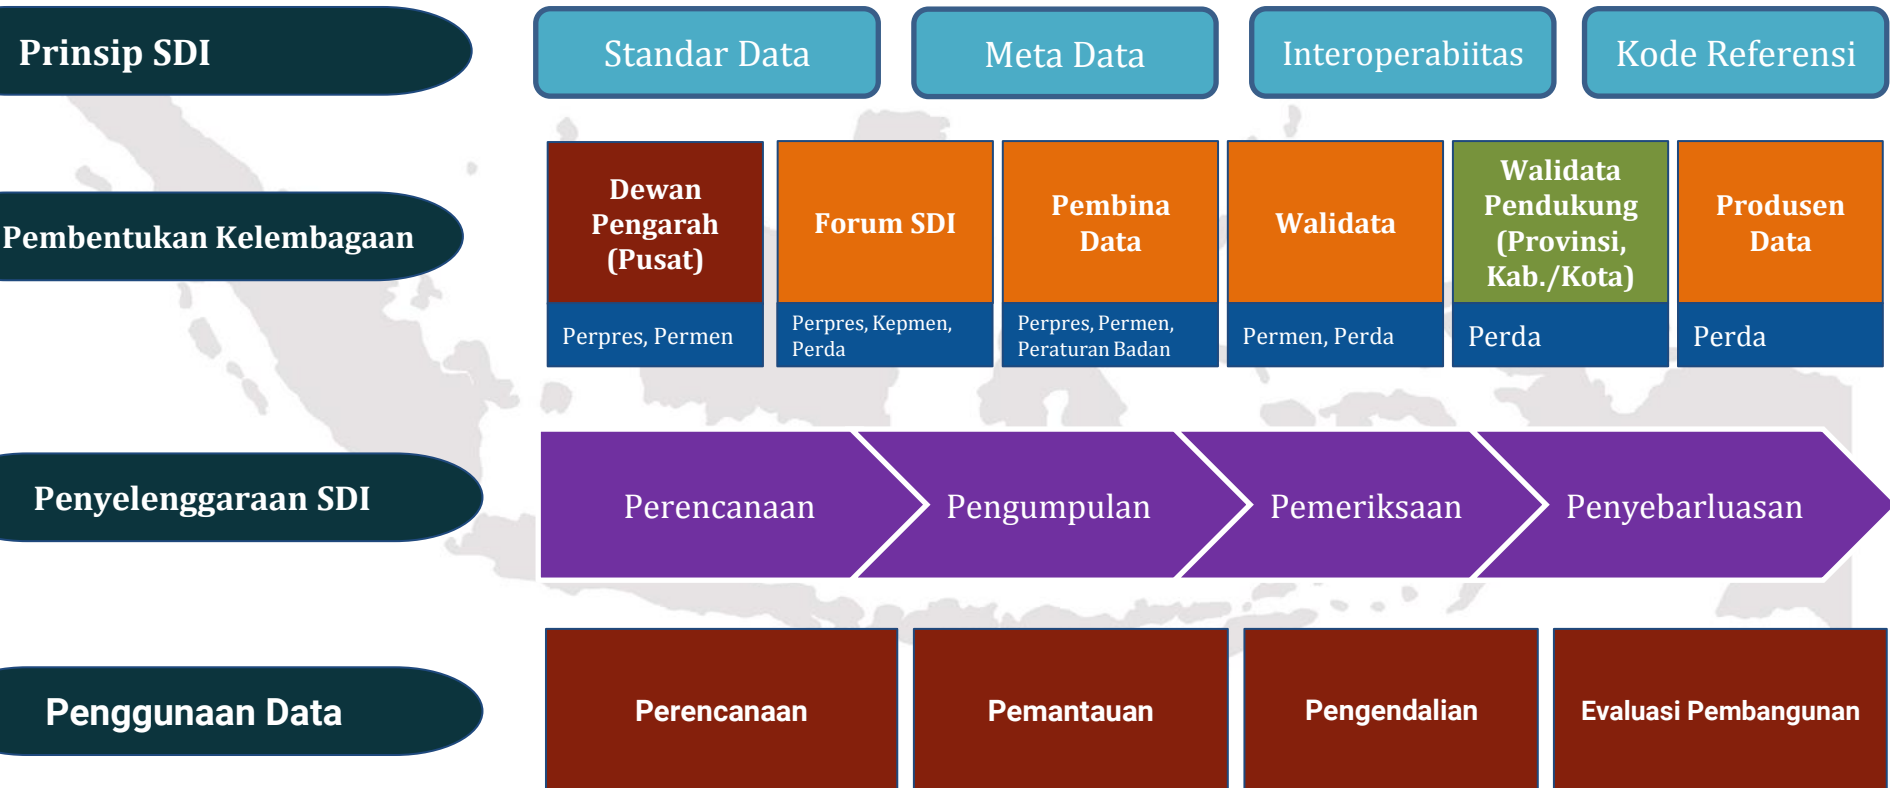 Prinsip SDI
Standar Data
Meta Data
Interoperabiitas
Kode Referensi
Pembentukan Kelembagaan
Dewan
Pengarah
(Pusat)
Perpres, Permen
Forum SDI
Perpres, Kepmen,
Perda
Pembina
Data
Perpres, Permen,
Peraturan Badan
Walidata
Permen, Perda
Walidata
Pendukung
(Provinsi,
Kab./Kota)
Perda
Produsen
Data
Perda
Penyelenggaraan SDI
Perencanaan
Pengumpulan
Pemeriksaan
Penyebarluasan
Penggunaan Data
Perencanaan
Pemantauan
Pengendalian
Evaluasi Pembangunan